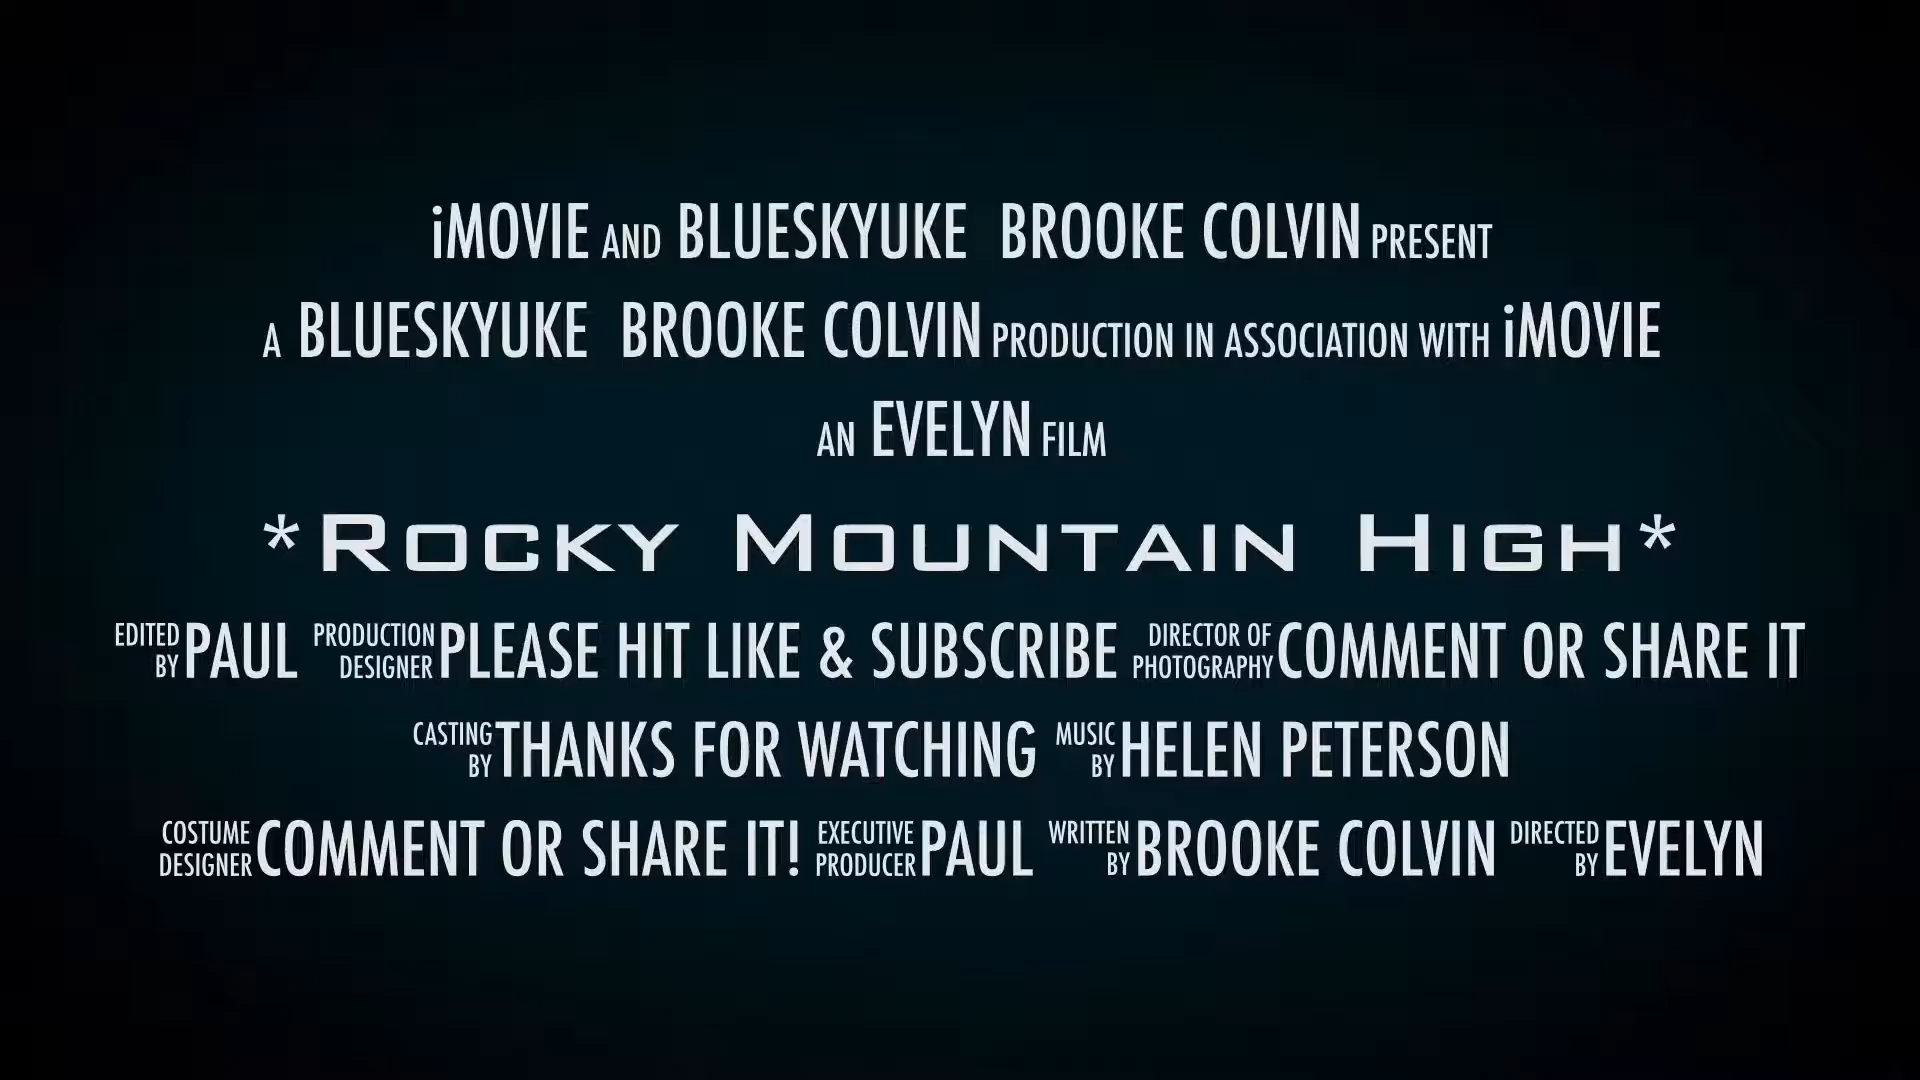 iMOVIE AND BLUESKYUKE BROOKE COLVIN PRESENT
A BLUESKYUKE BROOKE COLVIN PRODUCTION IN ASSOCIATION WITH iMOVIE
AN EVELYN FILM
*ROCKY MOUNTAIN HIGH*
EDITED BY PAUL PRODUCTION DESIGNER PLEASE HIT LIKE & SUBSCRIBE DIRECTOR OF PHOTOGRAPHY COMMENT OR SHARE IT
CASTING BY THANKS FOR WATCHING MUSIC BY HELEN PETERSON
COSTUME DESIGNER COMMENT OR SHARE IT! EXECUTIVE PRODUCER PAUL WRITTEN BY BROOKE COLVIN DIRECTED BY EVELYN